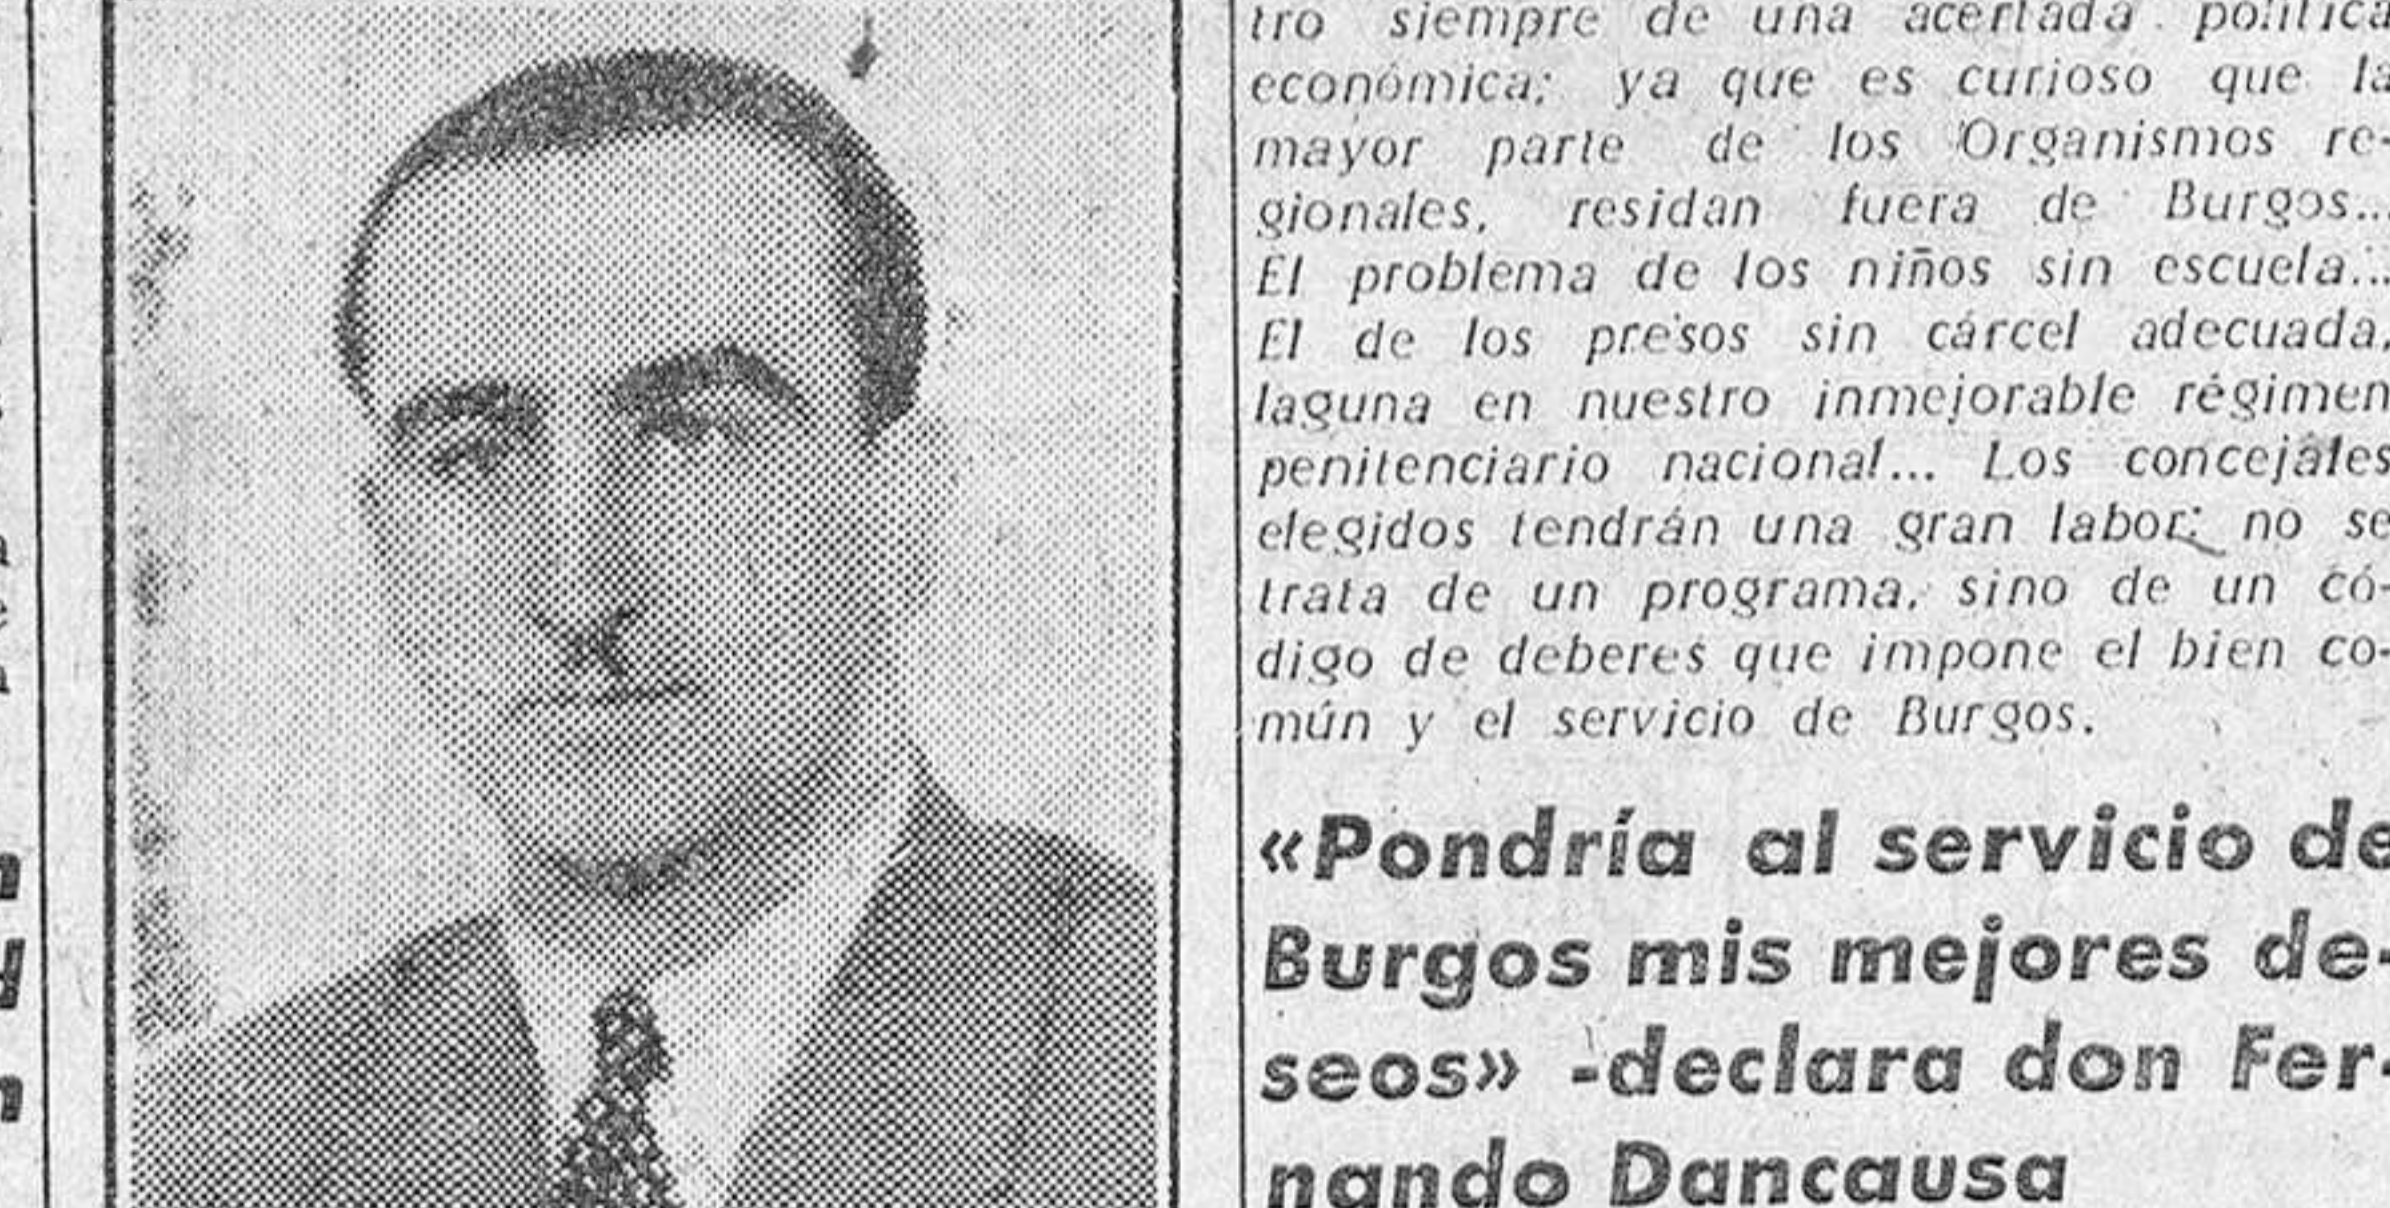 tro siempre de una acertada política
económica; ya que es curioso que la
mayor parte de los Organismos re-
gionales, residan fuera de Burgos...
El problema de los niños sin escuela...
El de los presos sin cárcel adecuada,
laguna en nuestro inmejorable régimen
penitenciario nacional... Los concejáles
elegidos tendrán una gran labor; no se
trata de un programa, sino de un có-
digo de deberes que impone el bien co-
mún y el servicio de Burgos.
«Pondría al servicio de
Burgos mis mejores de-
seos» -declara don Fer-
nando Dancausa